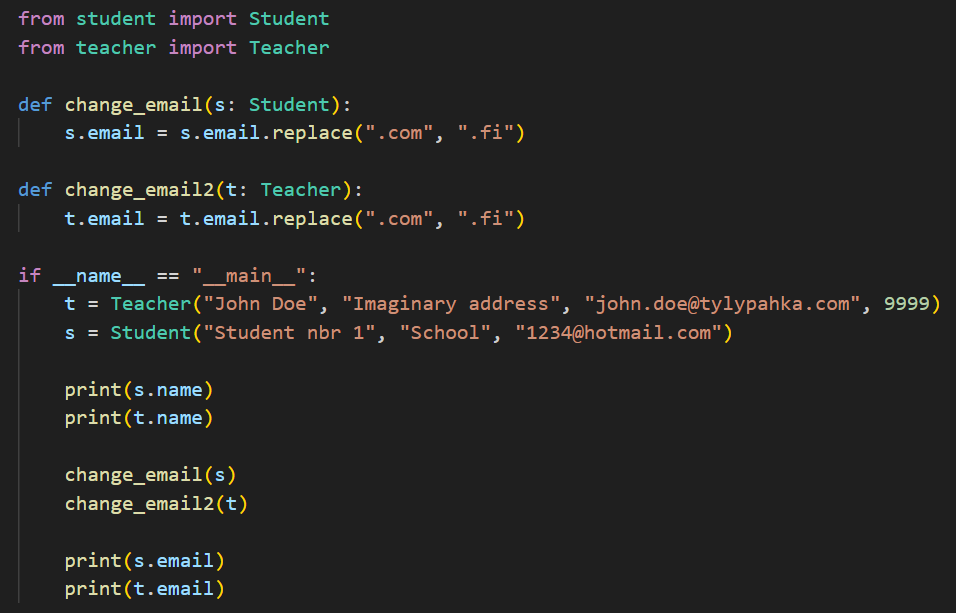 from student import Student
from teacher import Teacher

def change_email(s: Student):
    s.email = s.email.replace(".com", ".fi")

def change_email2(t: Teacher):
    t.email = t.email.replace(".com", ".fi")

if __name__ == "__main__":
    t = Teacher("John Doe", "Imaginary address", "john.doe@tylypahka.com", 9999)
    s = Student("Student nbr 1", "School", "1234@hotmail.com")

    print(s.name)
    print(t.name)

    change_email(s)
    change_email2(t)

    print(s.email)
    print(t.email)